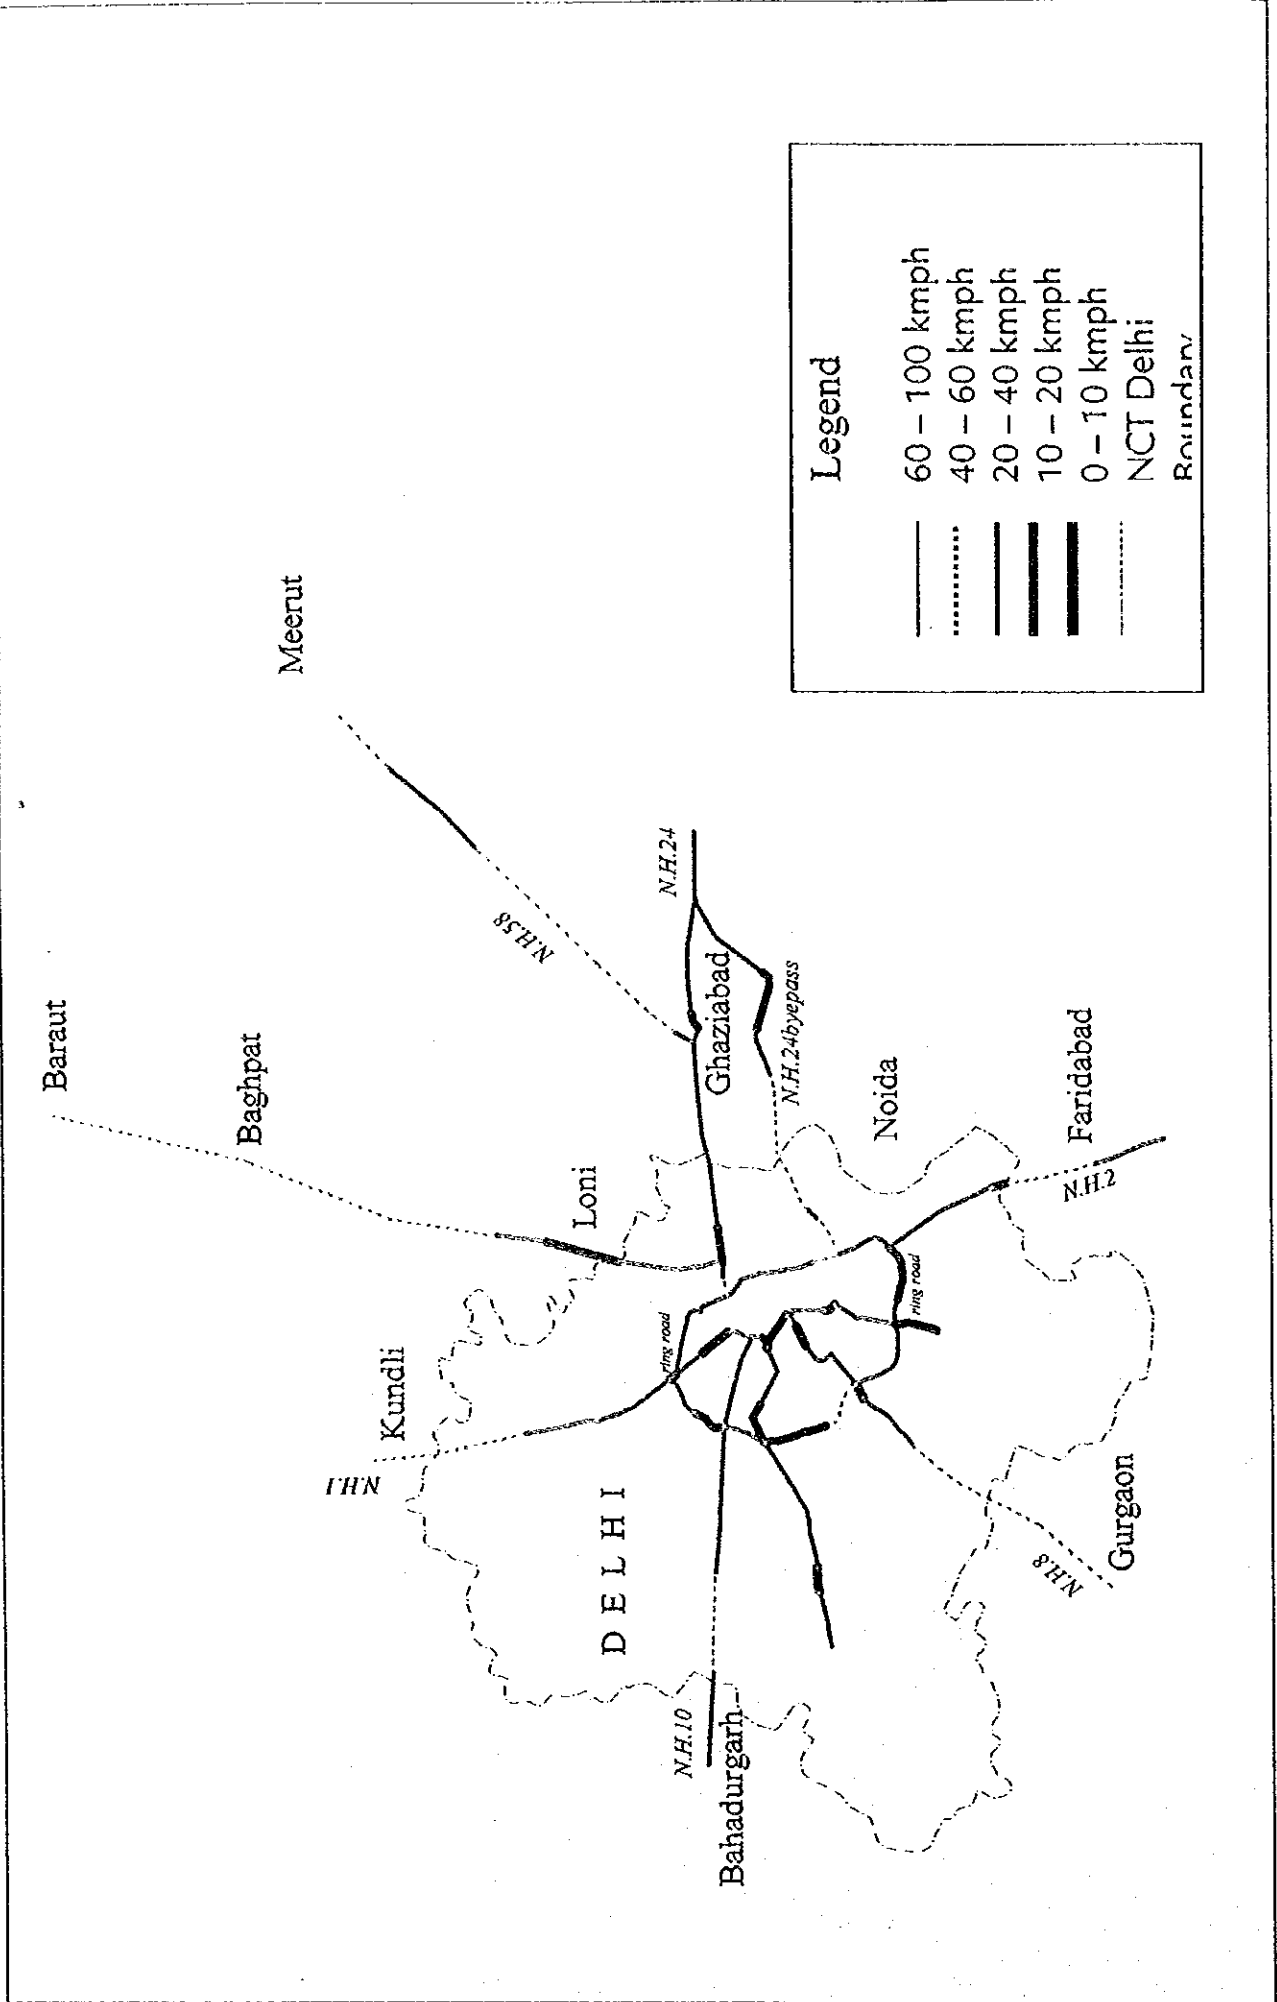 Baraut
Baghpat
Meerut
Loni
Kundli
N.H.1
N.H.58
N.H.24
Ghaziabad
N.H.24byepass
DELHI
ring road
ring road
N.H.10
Bahadurgarh
Noida
Faridabad
N.H.2
Gurgaon
N.H.8
Legend
60 – 100 kmph
40 – 60 kmph
20 – 40 kmph
10 – 20 kmph
0 – 10 kmph
NCT Delhi
Boundary